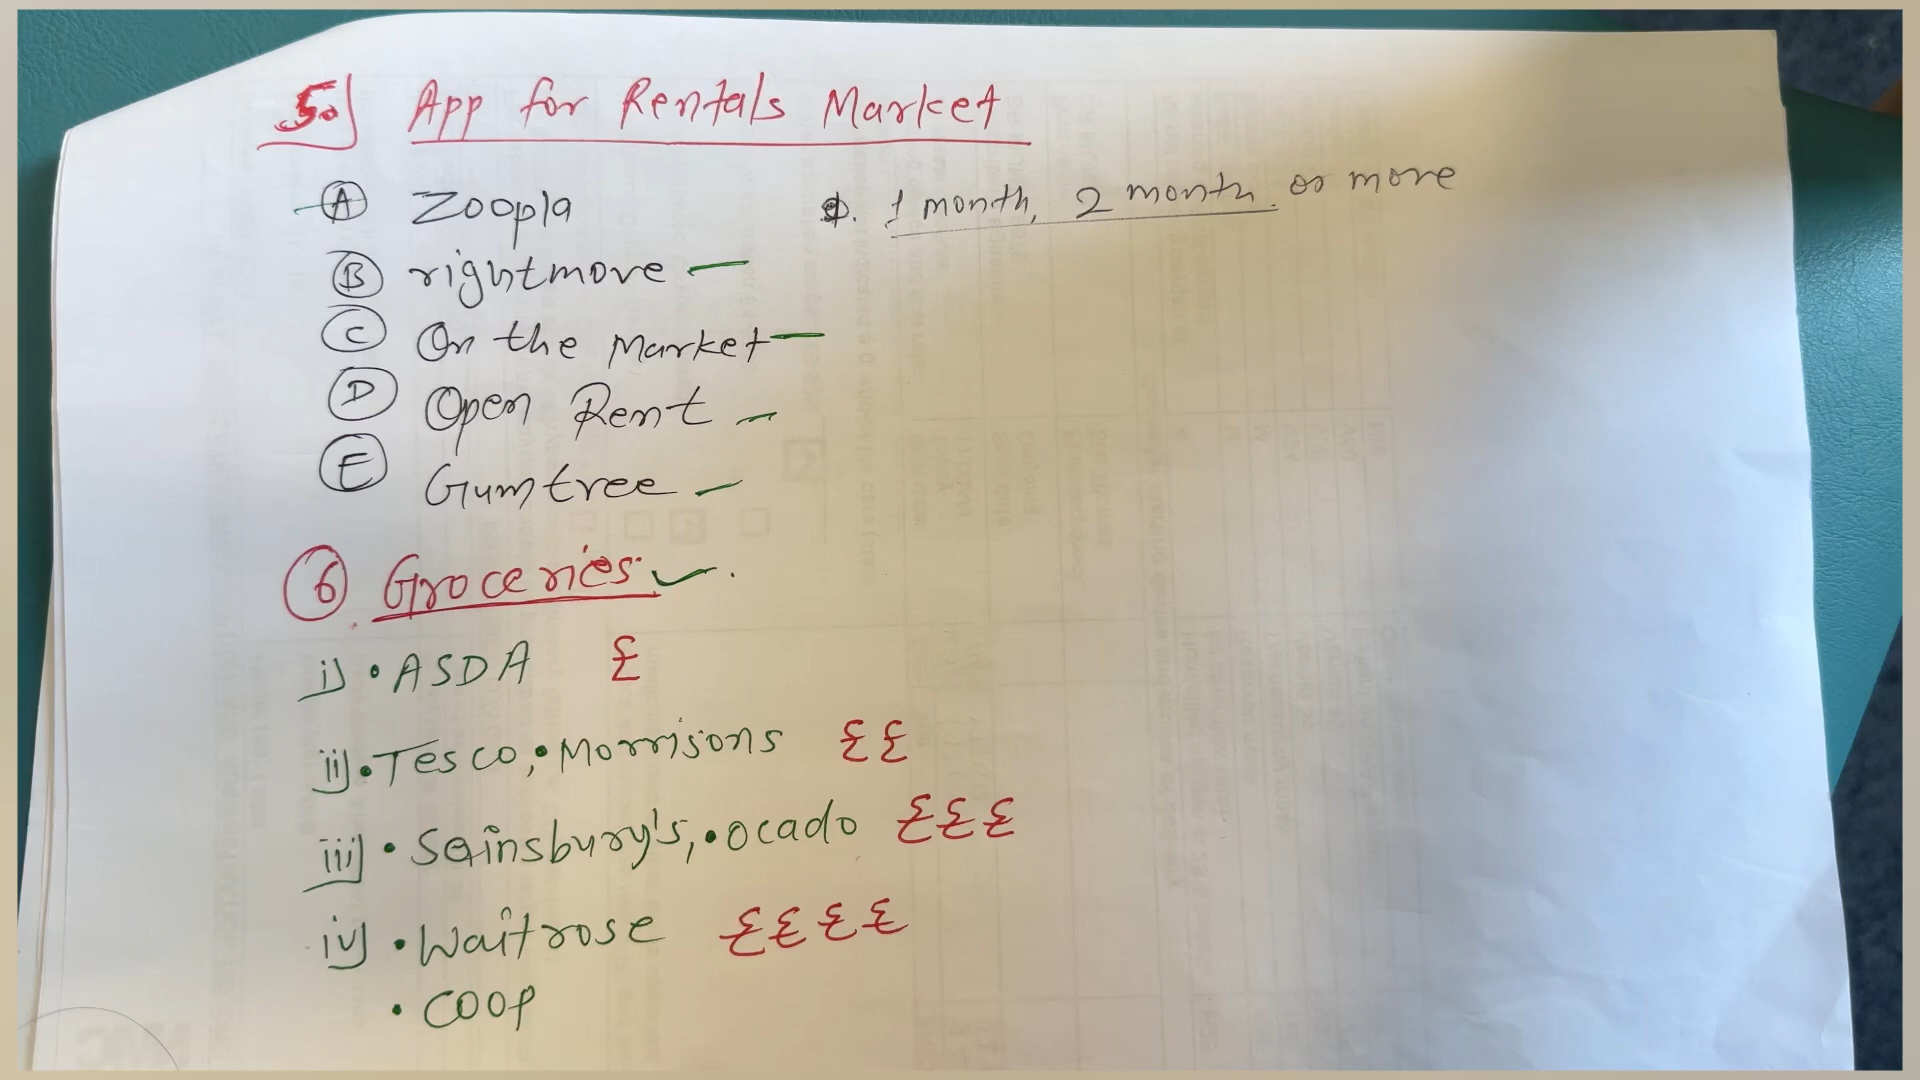 5.) App for Rentals Market
(A) Zoopla . 1 month, 2 month. or more
(B) rightmove –
(C) On the Market –
(D) Open Rent –
(E) Gumtree –
(6) Groceries ✓.
i) • ASDA £
ii) • Tesco, • Morrisons ££
iii) • Sainsbury's, • ocado £££
iv) • Waitrose ££££
• COOP